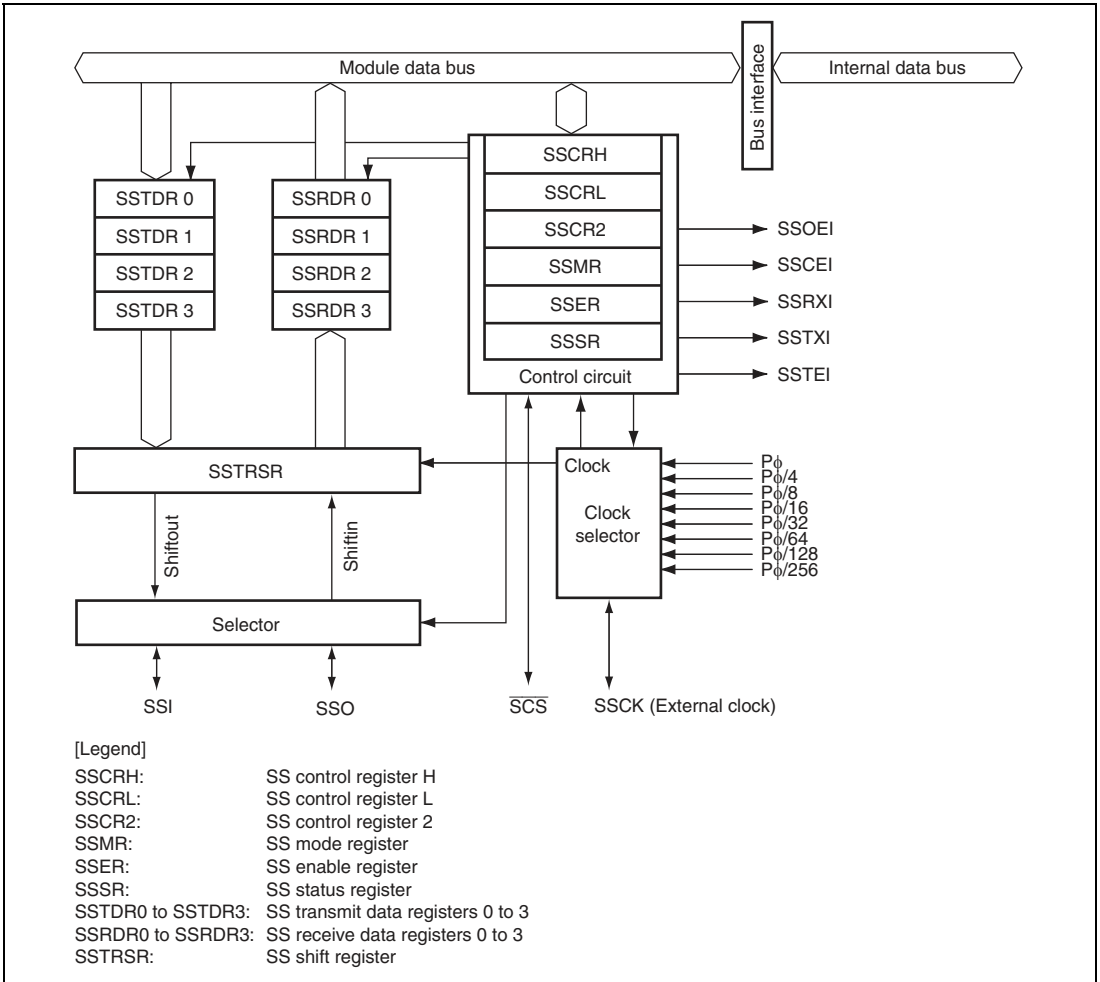 Module data bus
Bus interface
Internal data bus
SSTDR 0
SSTDR 1
SSTDR 2
SSTDR 3
SSRDR 0
SSRDR 1
SSRDR 2
SSRDR 3
SSCRH
SSCRL
SSCR2
SSMR
SSER
SSSR
Control circuit
SSOEI
SSCEI
SSRXI
SSTXI
SSTEI
SSTRSR
Clock
Clock
selector
Pϕ
Pϕ/4
Pϕ/8
Pϕ/16
Pϕ/32
Pϕ/64
Pϕ/128
Pϕ/256
Shiftout
Shiftin
Selector
SSI
SSO
S̅C̅S̅
SSCK (External clock)
[Legend]
SSCRH: SS control register H
SSCRL: SS control register L
SSCR2: SS control register 2
SSMR: SS mode register
SSER: SS enable register
SSSR: SS status register
SSTDR0 to SSTDR3: SS transmit data registers 0 to 3
SSRDR0 to SSRDR3: SS receive data registers 0 to 3
SSTRSR: SS shift register